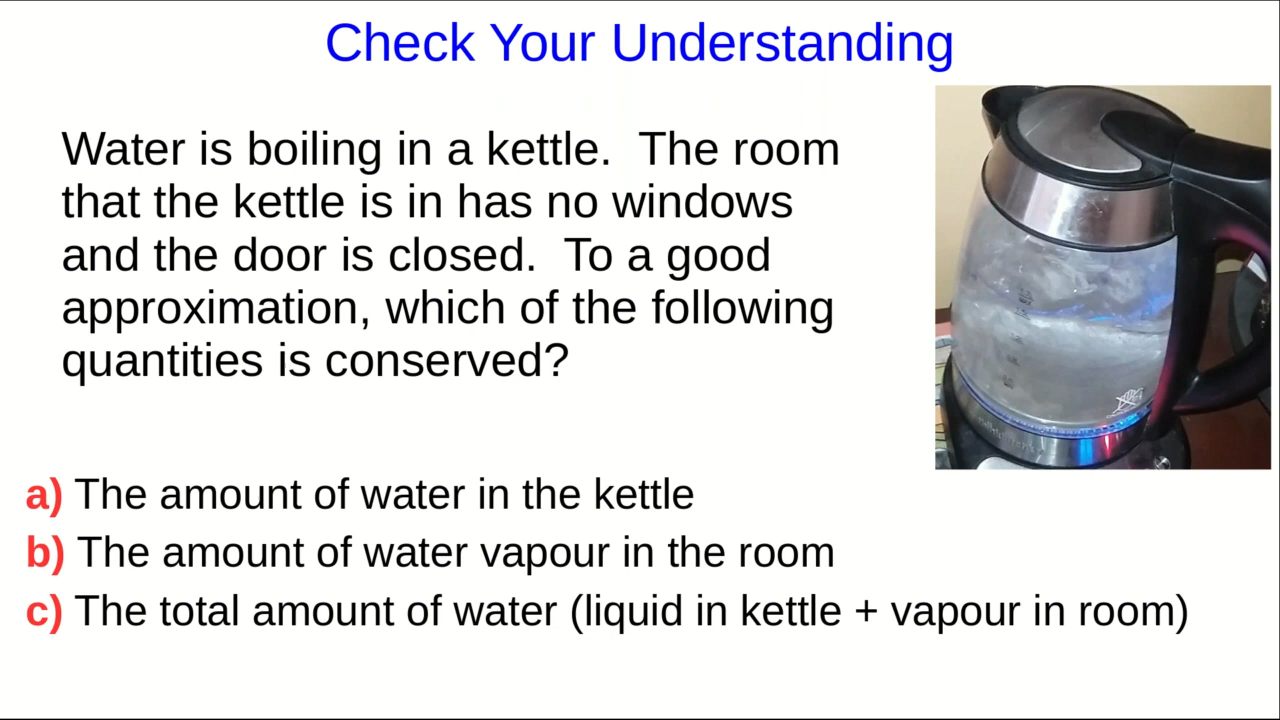 Check Your Understanding
Water is boiling in a kettle. The room
that the kettle is in has no windows
and the door is closed. To a good
approximation, which of the following
quantities is conserved?
a) The amount of water in the kettle
b) The amount of water vapour in the room
c) The total amount of water (liquid in kettle + vapour in room)